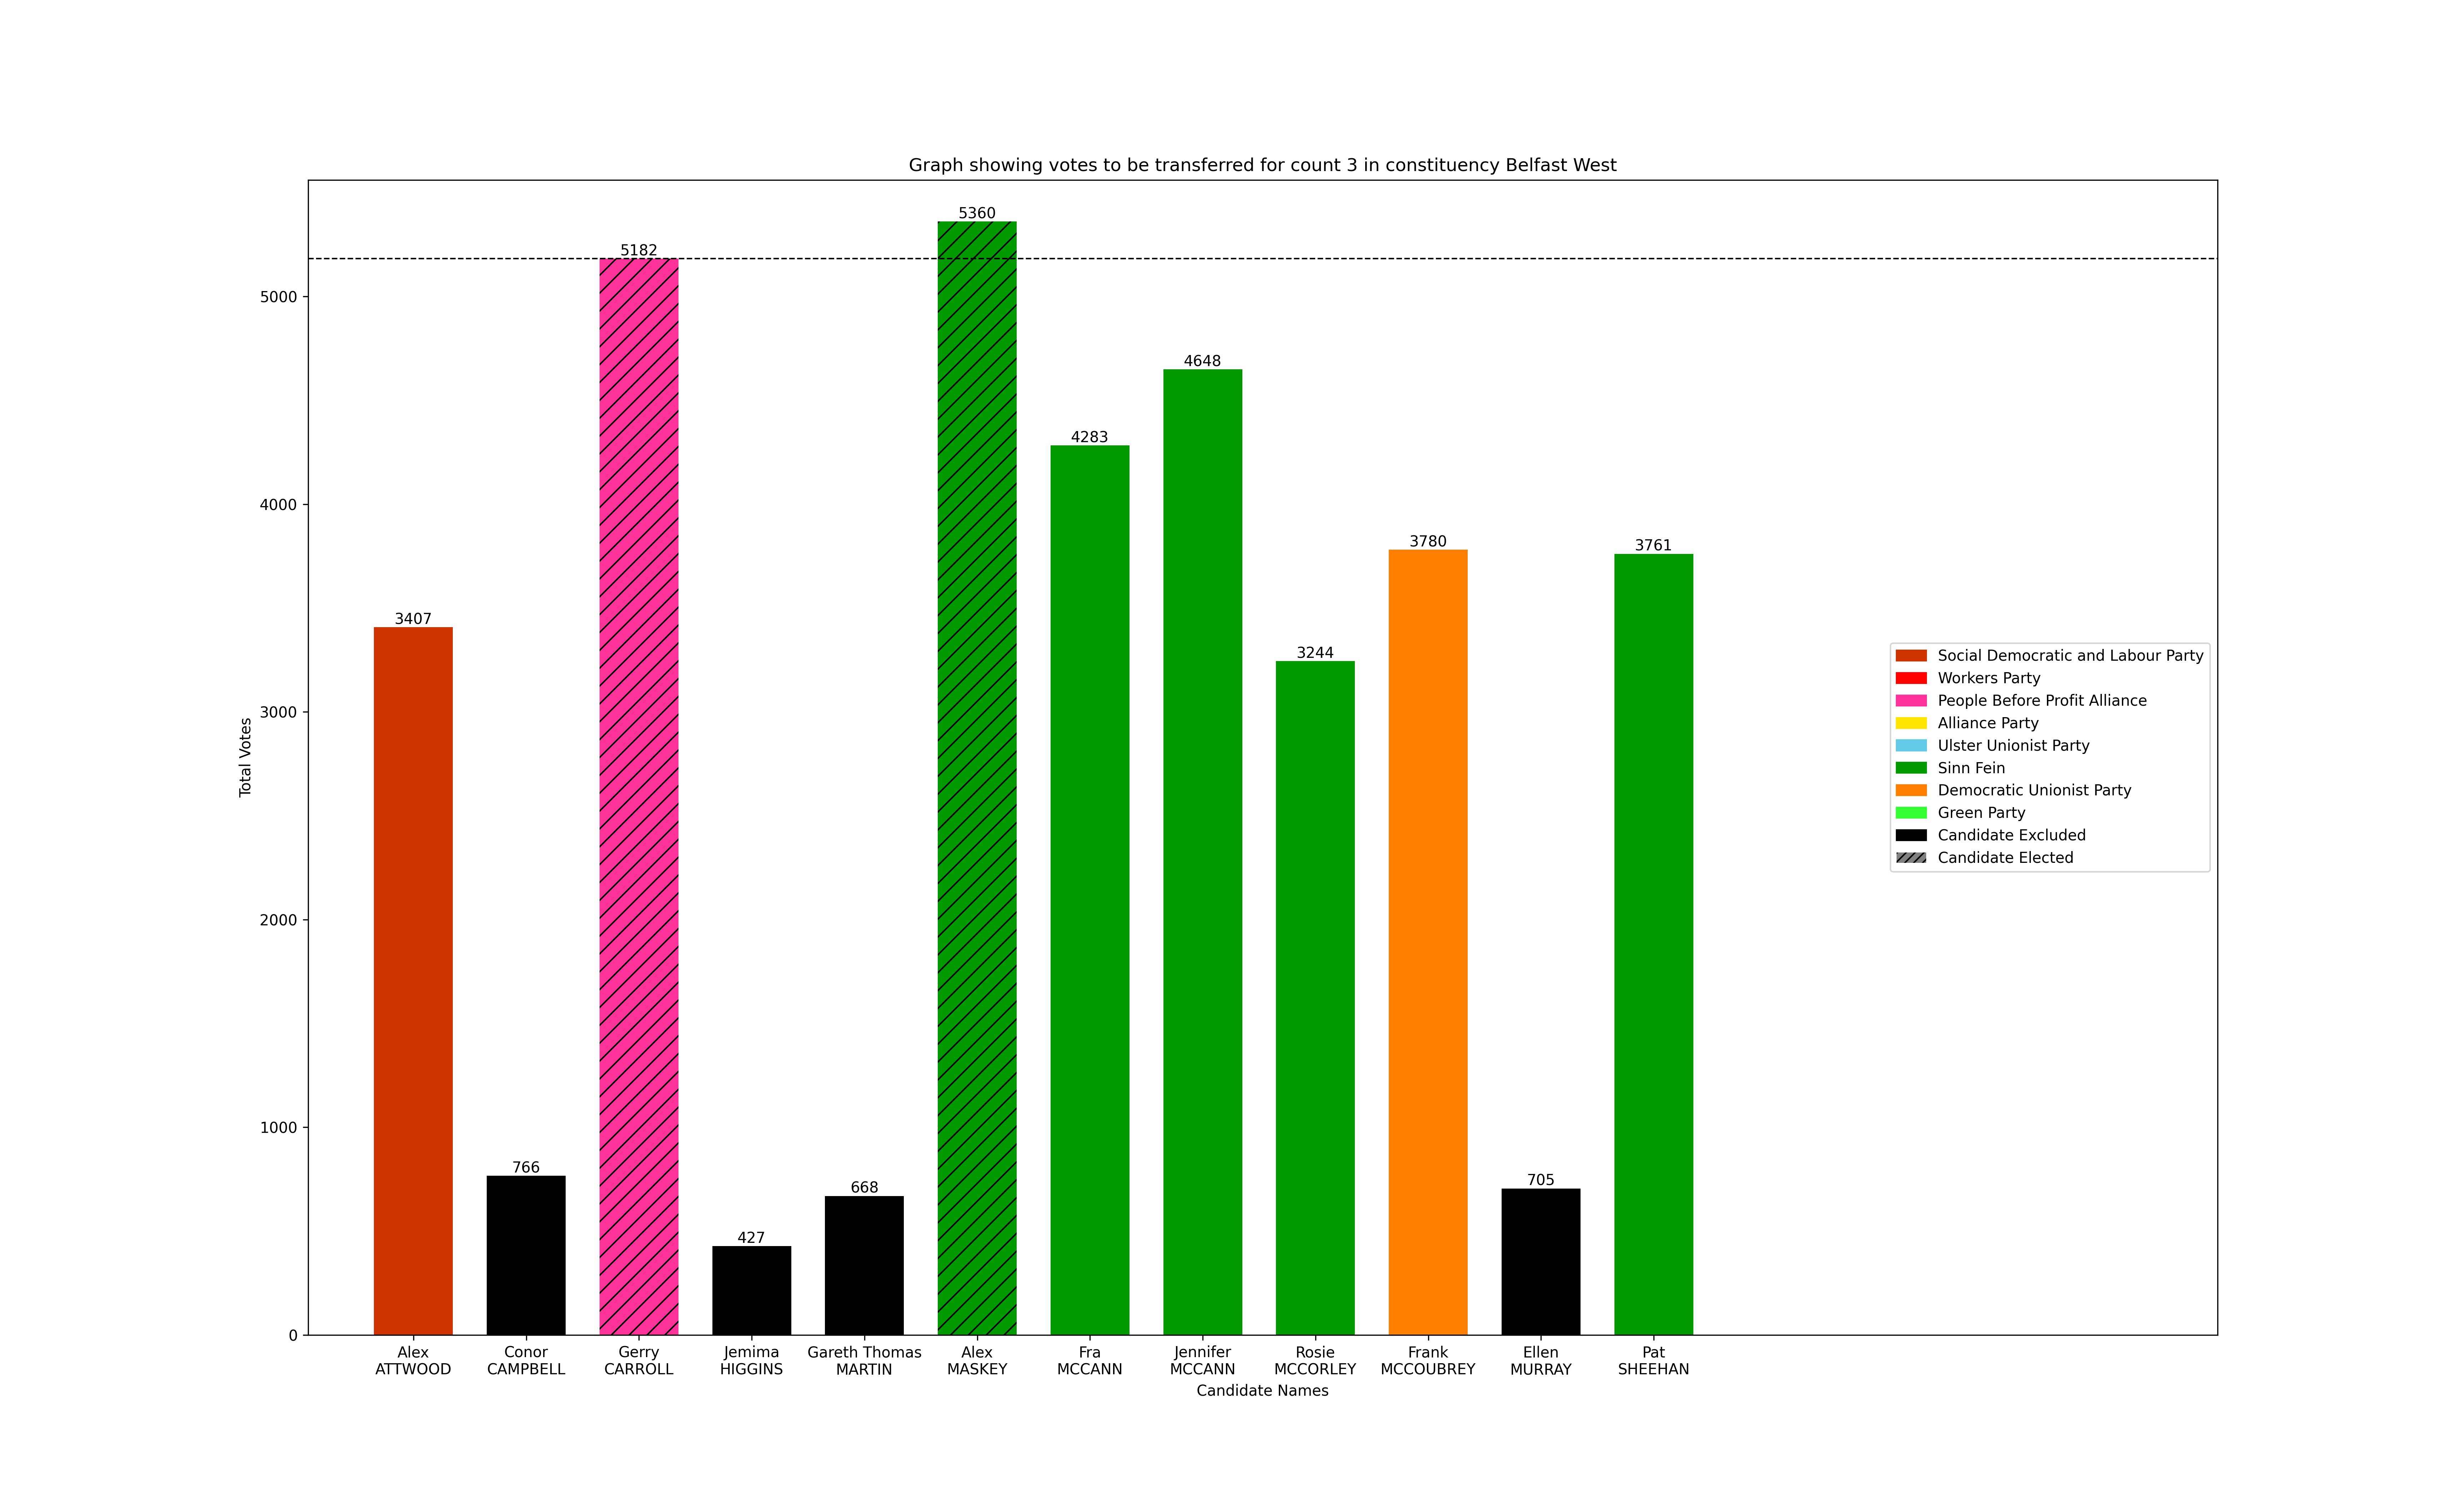 Graph showing votes to be transferred for count 3 in constituency Belfast West
5360
5182
5000
4648
4283
4000
3780
3761
3407
3244
3000
Total Votes
2000
1000
766
705
668
427
0
Social Democratic and Labour Party
Workers Party
People Before Profit Alliance
Alliance Party
Ulster Unionist Party
Sinn Fein
Democratic Unionist Party
Green Party
Candidate Excluded
Candidate Elected
Alex
ATTWOOD
Conor
CAMPBELL
Gerry
CARROLL
Jemima
HIGGINS
Gareth Thomas
MARTIN
Alex
MASKEY
Fra
MCCANN
Jennifer
MCCANN
Rosie
MCCORLEY
Frank
MCCOUBREY
Ellen
MURRAY
Pat
SHEEHAN
Candidate Names